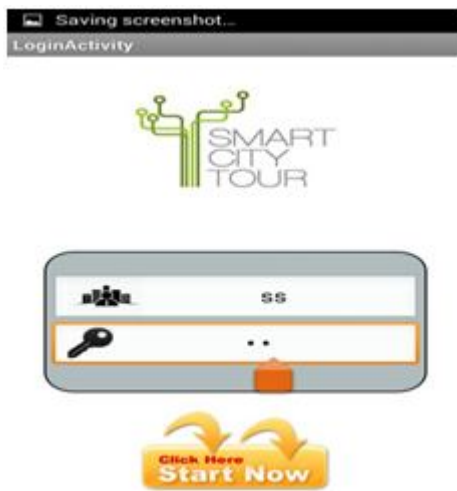 Saving screenshot...
LoginActivity
SMART
CITY
TOUR
ss
••
Click Here
Start Now